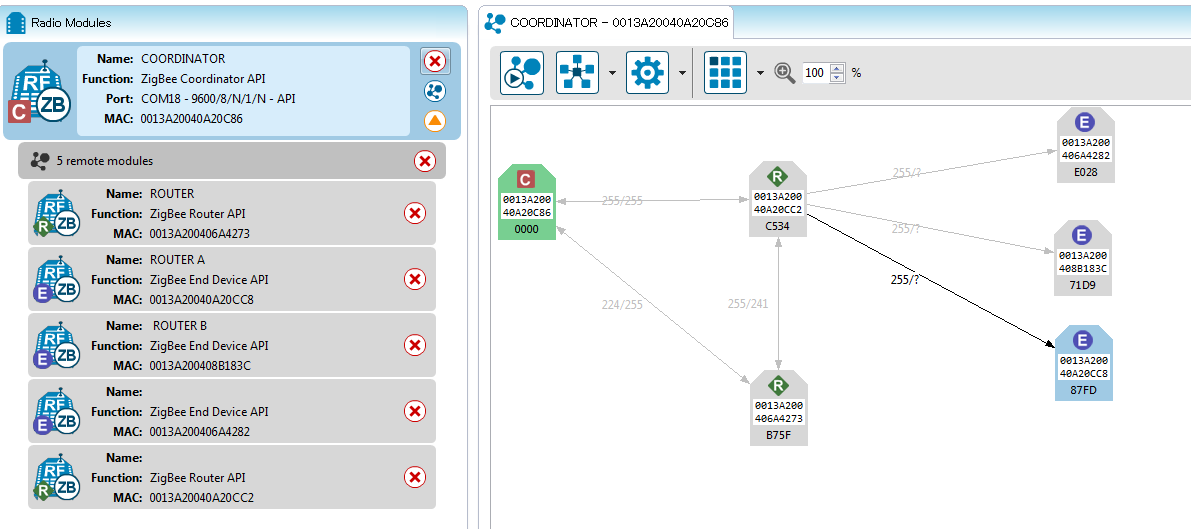 Radio Modules
Name: COORDINATOR
Function: ZigBee Coordinator API
Port: COM18 - 9600/8/N/1/N - API
MAC: 0013A20040A20C86
RF
C
ZB
5 remote modules
Name: ROUTER
Function: ZigBee Router API
MAC: 0013A200406A4273
RF
R
ZB
Name: ROUTER A
Function: ZigBee End Device API
MAC: 0013A20040A20CC8
RF
E
ZB
Name: ROUTER B
Function: ZigBee End Device API
MAC: 0013A200408B183C
RF
E
ZB
Name:
Function: ZigBee End Device API
MAC: 0013A200406A4282
RF
E
ZB
Name:
Function: ZigBee Router API
MAC: 0013A20040A20CC2
RF
R
ZB
COORDINATOR - 0013A20040A20C86
100 %
C
0013A200
40A20C86
0000
255/255
224/255
R
0013A200
40A20CC2
C534
255/241
R
0013A200
406A4273
B75F
255/?
255/?
255/?
E
0013A200
406A4282
E028
E
0013A200
408B183C
71D9
E
0013A200
40A20CC8
87FD